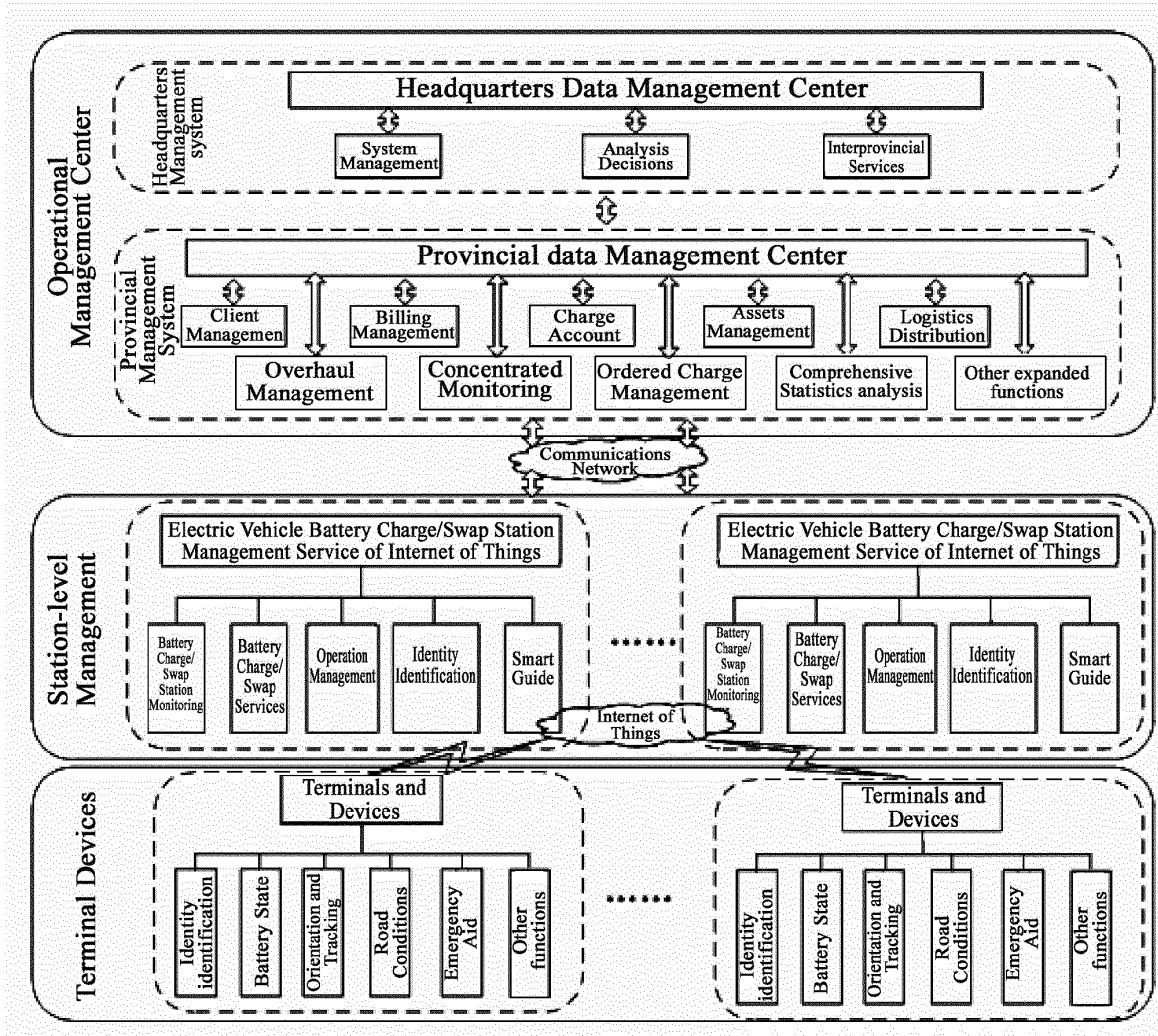 Operational
Management Center
Headquarters
Management
system
Headquarters Data Management Center
System
Management
Analysis
Decisions
Interprovincial
Services
Provincial
Management
System
Provincial data Management Center
Client
Managemen
Billing
Management
Charge
Account
Assets
Management
Logistics
Distribution
Overhaul
Management
Concentrated
Monitoring
Ordered Charge
Management
Comprehensive
Statistics analysis
Other expanded
functions
Communications
Network
Station-level
Management
Electric Vehicle Battery Charge/Swap Station
Management Service of Internet of Things
Battery
Charge/
Swap
Station
Monitoring
Battery
Charge/
Swap
Services
Operation
Management
Identity
Identification
Smart
Guide
......
Electric Vehicle Battery Charge/Swap Station
Management Service of Internet of Things
Battery
Charge/
Swap
Station
Monitoring
Battery
Charge/
Swap
Services
Operation
Management
Identity
Identification
Smart
Guide
Internet of
Things
Terminal Devices
Terminals and
Devices
Identity
identification
Battery State
Orientation and
Tracking
Road
Conditions
Emergency
Aid
Other
functions
......
Terminals and
Devices
Identity
identification
Battery State
Orientation and
Tracking
Road
Conditions
Emergency
Aid
Other
functions